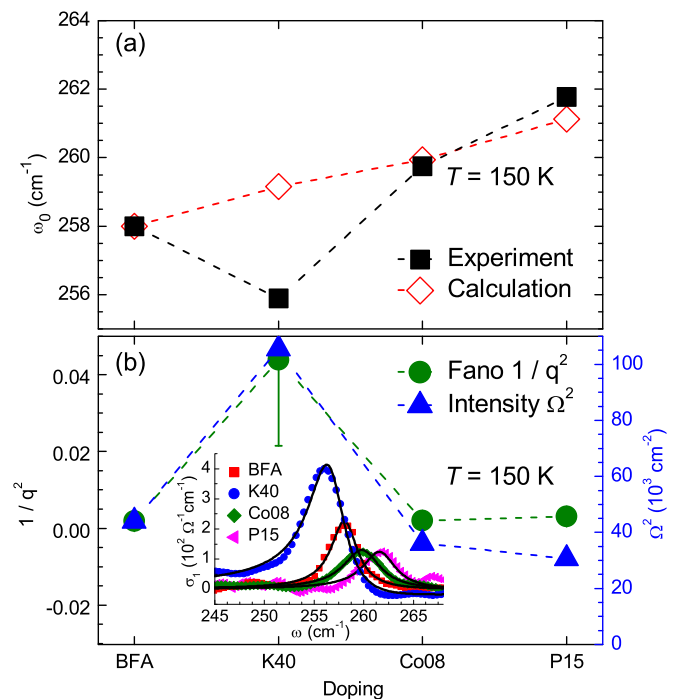 264
(a)
262
260
258
256
ω₀ (cm⁻¹)
T = 150 K
Experiment
Calculation
(b)
0.04
0.02
0.00
-0.02
1 / q²
Fano 1 / q²
Intensity Ω²
T = 150 K
100
80
60
40
20
0
Ω² (10³ cm⁻²)
BFA
K40
Co08
P15
4
3
2
1
0
σ₁ (10² Ω⁻¹cm⁻¹)
245
250
255
260
265
ω (cm⁻¹)
BFA
K40
Co08
P15
Doping